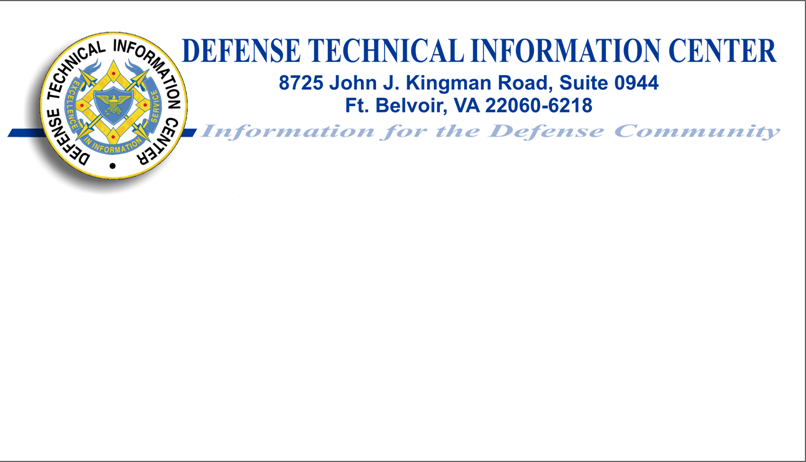 DEFENSE TECHNICAL INFORMATION CENTER
8725 John J. Kingman Road, Suite 0944
Ft. Belvoir, VA 22060-6218
Information for the Defense Community
DEFENSE TECHNICAL INFORMATION CENTER
EXCELLENCE
IN INFORMATION
SERVICE